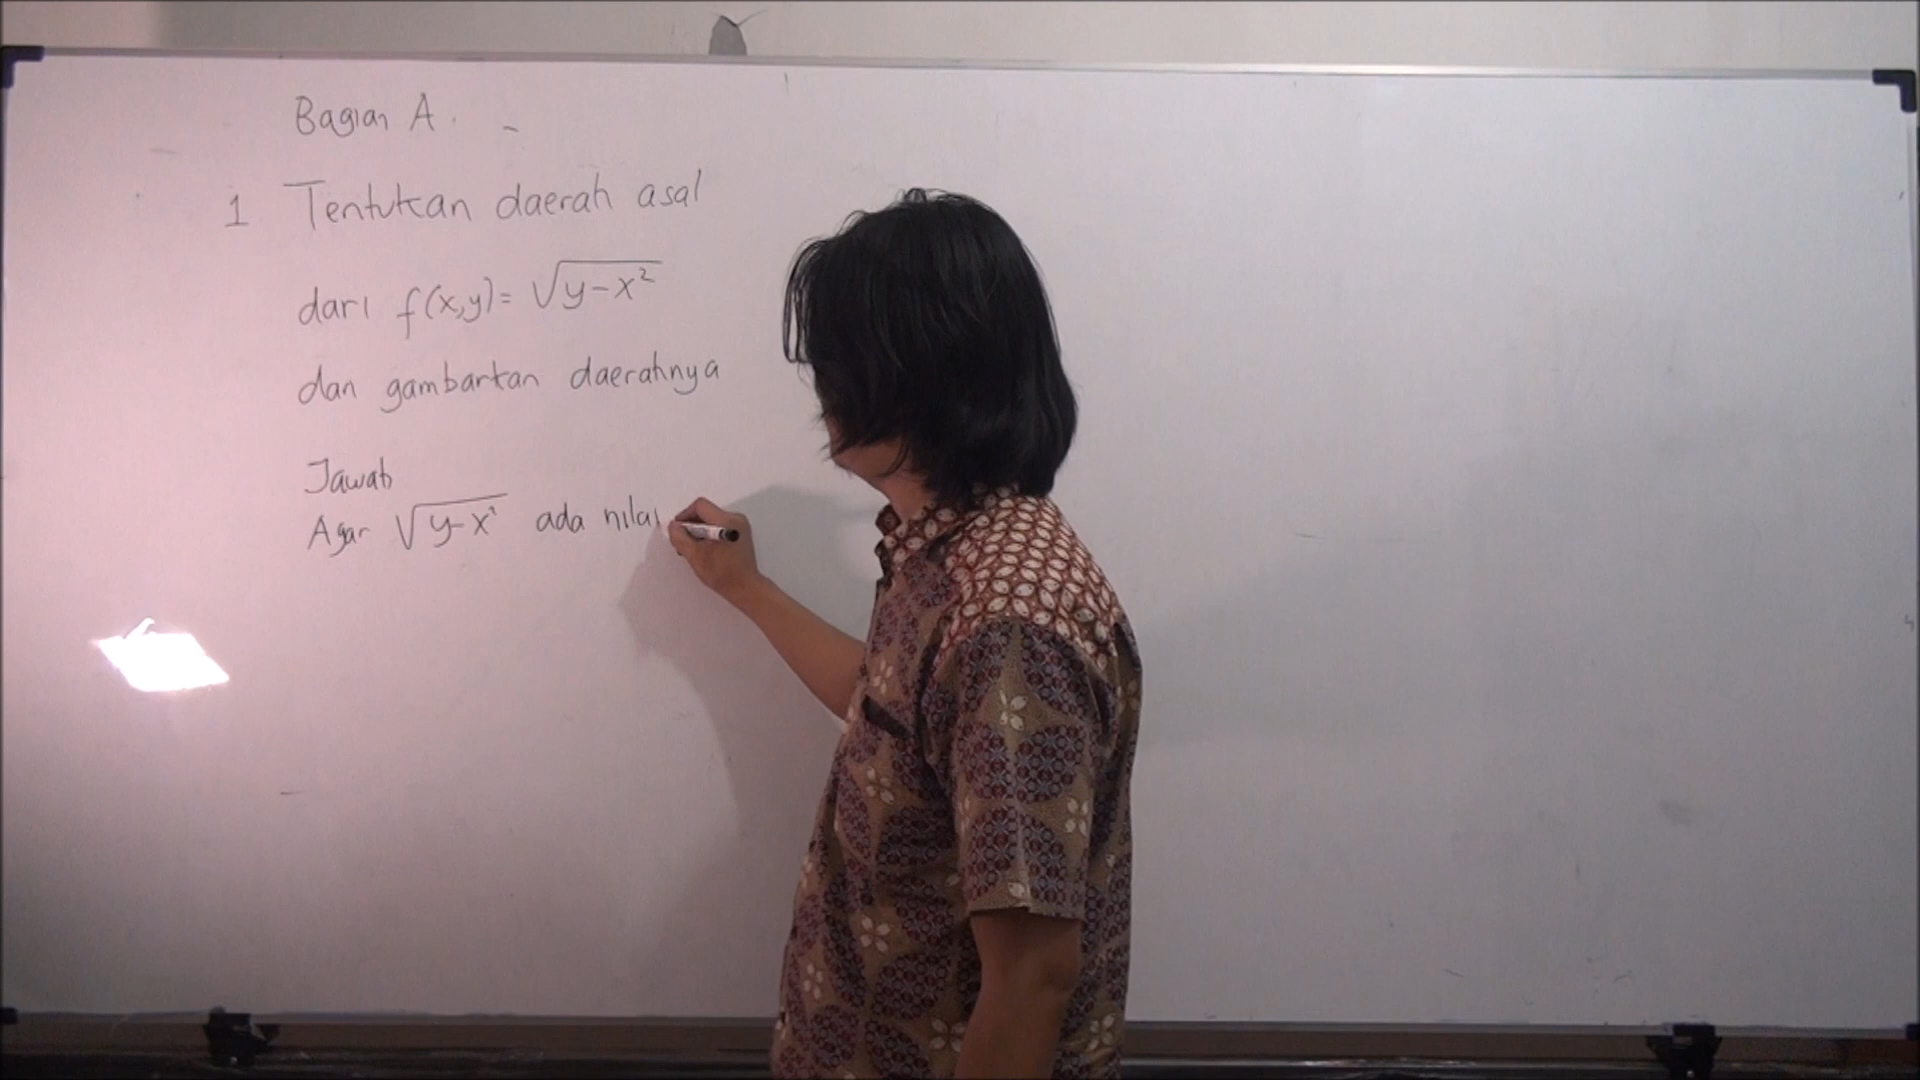 Bagian A.
1 Tentukan daerah asal
dari f(x,y)= √(y-x²)
dan gambarkan daerahnya
Jawab
Agar √(y-x²) ada nilai